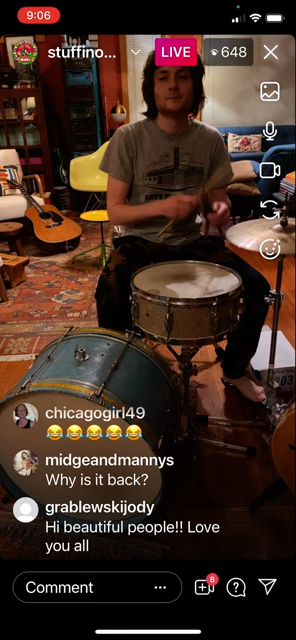 9:06
stuffino...
LIVE
648
chicagogirl49
😂😂😂😂😂
midgeandmannys
Why is it back?
grablewskijody
Hi beautiful people!! Love
you all
Comment
8